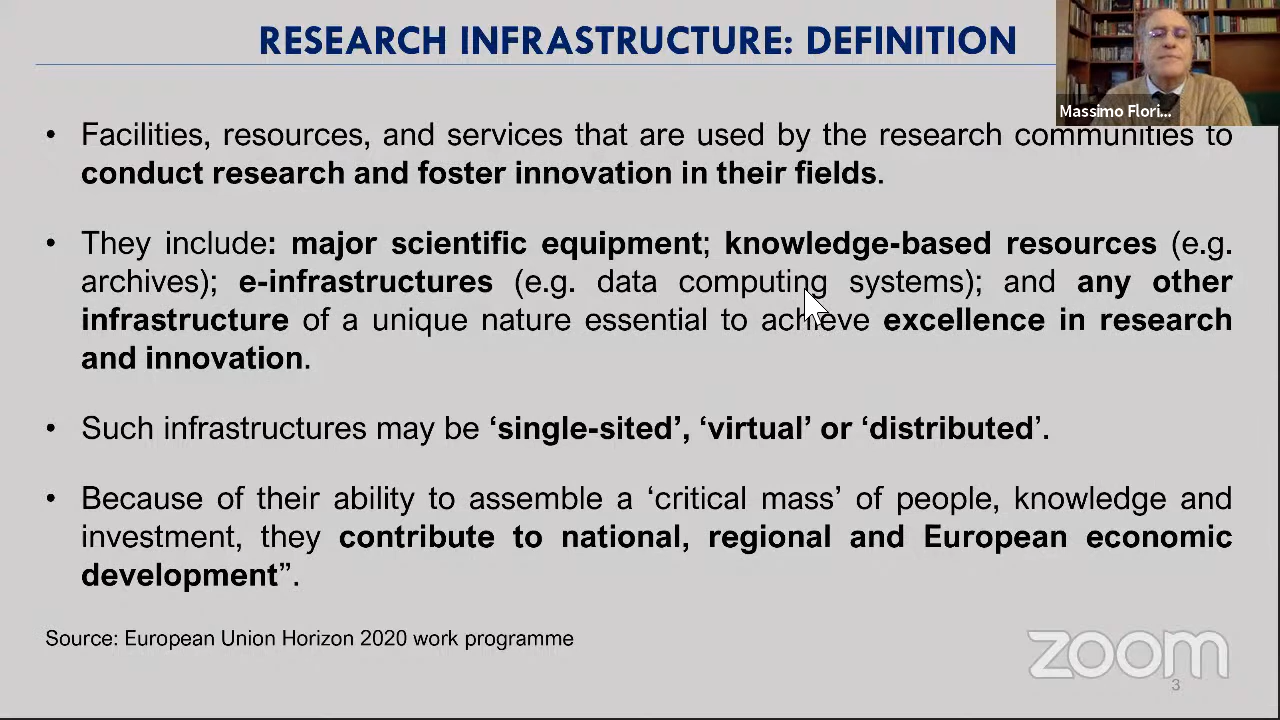 RESEARCH INFRASTRUCTURE: DEFINITION
Massimo Flori...
• Facilities, resources, and services that are used by the research communities to
conduct research and foster innovation in their fields.
• They include: major scientific equipment; knowledge-based resources (e.g.
archives); e-infrastructures (e.g. data computing systems); and any other
infrastructure of a unique nature essential to achieve excellence in research
and innovation.
• Such infrastructures may be ‘single-sited’, ‘virtual’ or ‘distributed’.
• Because of their ability to assemble a ‘critical mass’ of people, knowledge and
investment, they contribute to national, regional and European economic
development”.
Source: European Union Horizon 2020 work programme
zoom
3